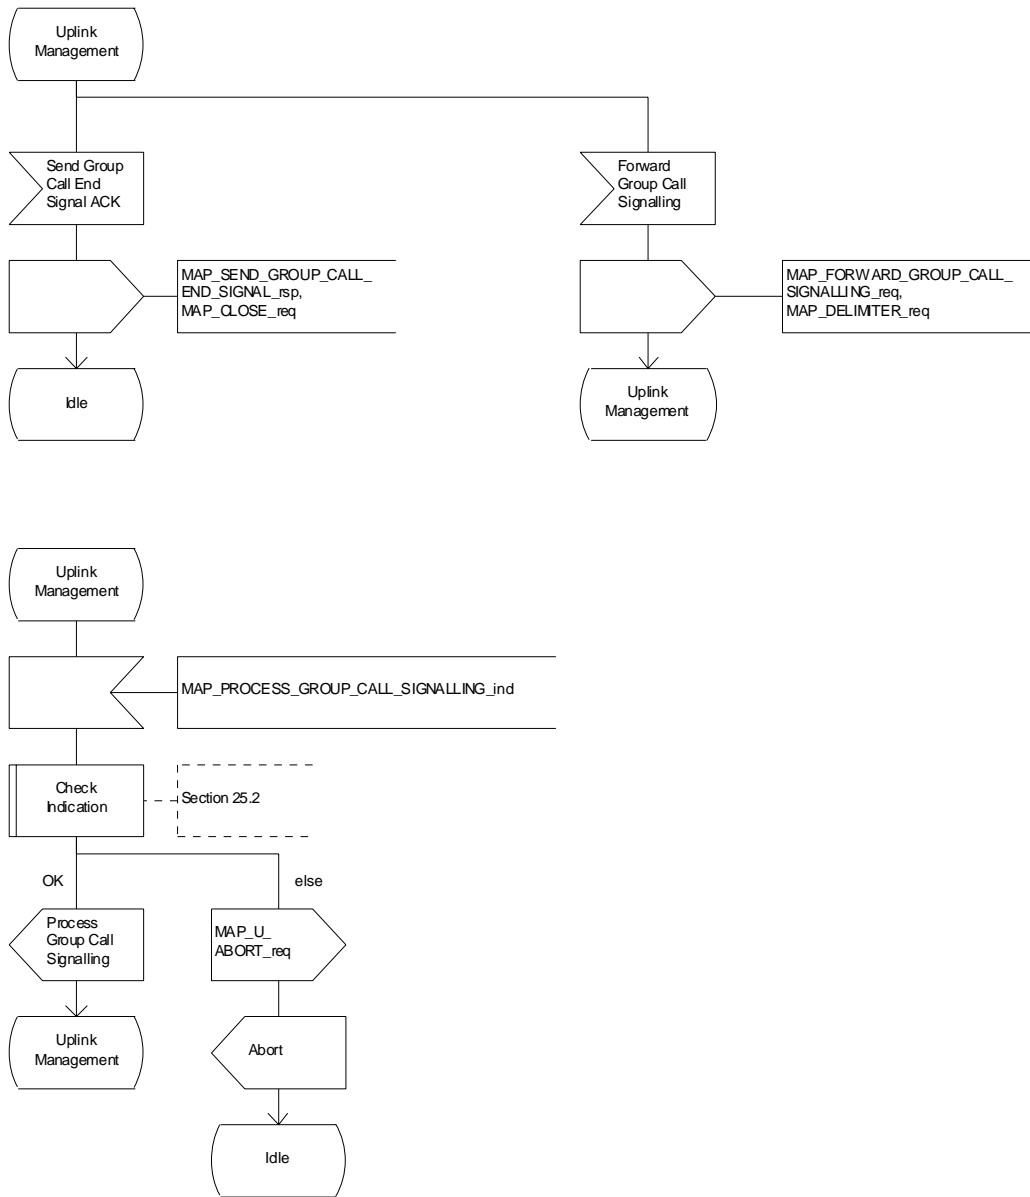 Uplink
Management
Send Group
Call End
Signal ACK
Forward
Group Call
Signalling
MAP_SEND_GROUP_CALL_
END_SIGNAL_rsp,
MAP_CLOSE_req
MAP_FORWARD_GROUP_CALL_
SIGNALLING_req,
MAP_DELIMITER_req
Idle
Uplink
Management
Uplink
Management
MAP_PROCESS_GROUP_CALL_SIGNALLING_ind
Check
Indication
Section 25.2
OK
else
Process
Group Call
Signalling
MAP_U_
ABORT_req
Uplink
Management
Abort
Idle